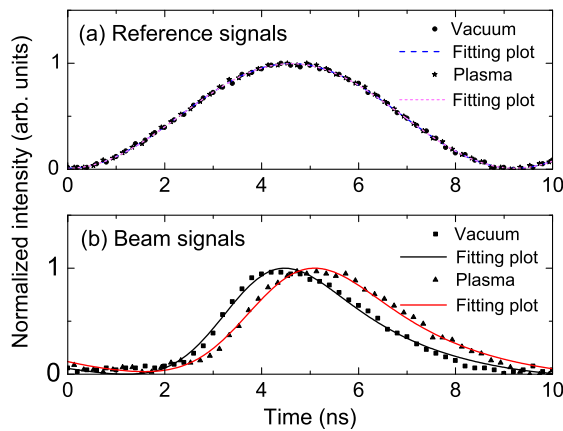 Normalized intensity (arb. units)
(a) Reference signals
Vacuum
Fitting plot
Plasma
Fitting plot
1
0
0 2 4 6 8 10
(b) Beam signals
Vacuum
Fitting plot
Plasma
Fitting plot
1
0
0 2 4 6 8 10
Time (ns)